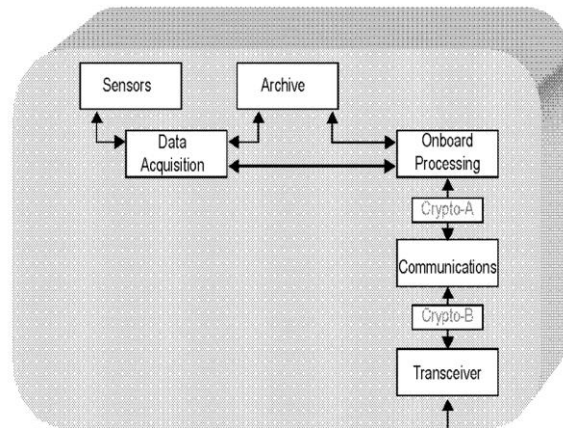 Sensors
Archive
Data
Acquisition
Onboard
Processing
Crypto-A
Communications
Crypto-B
Transceiver